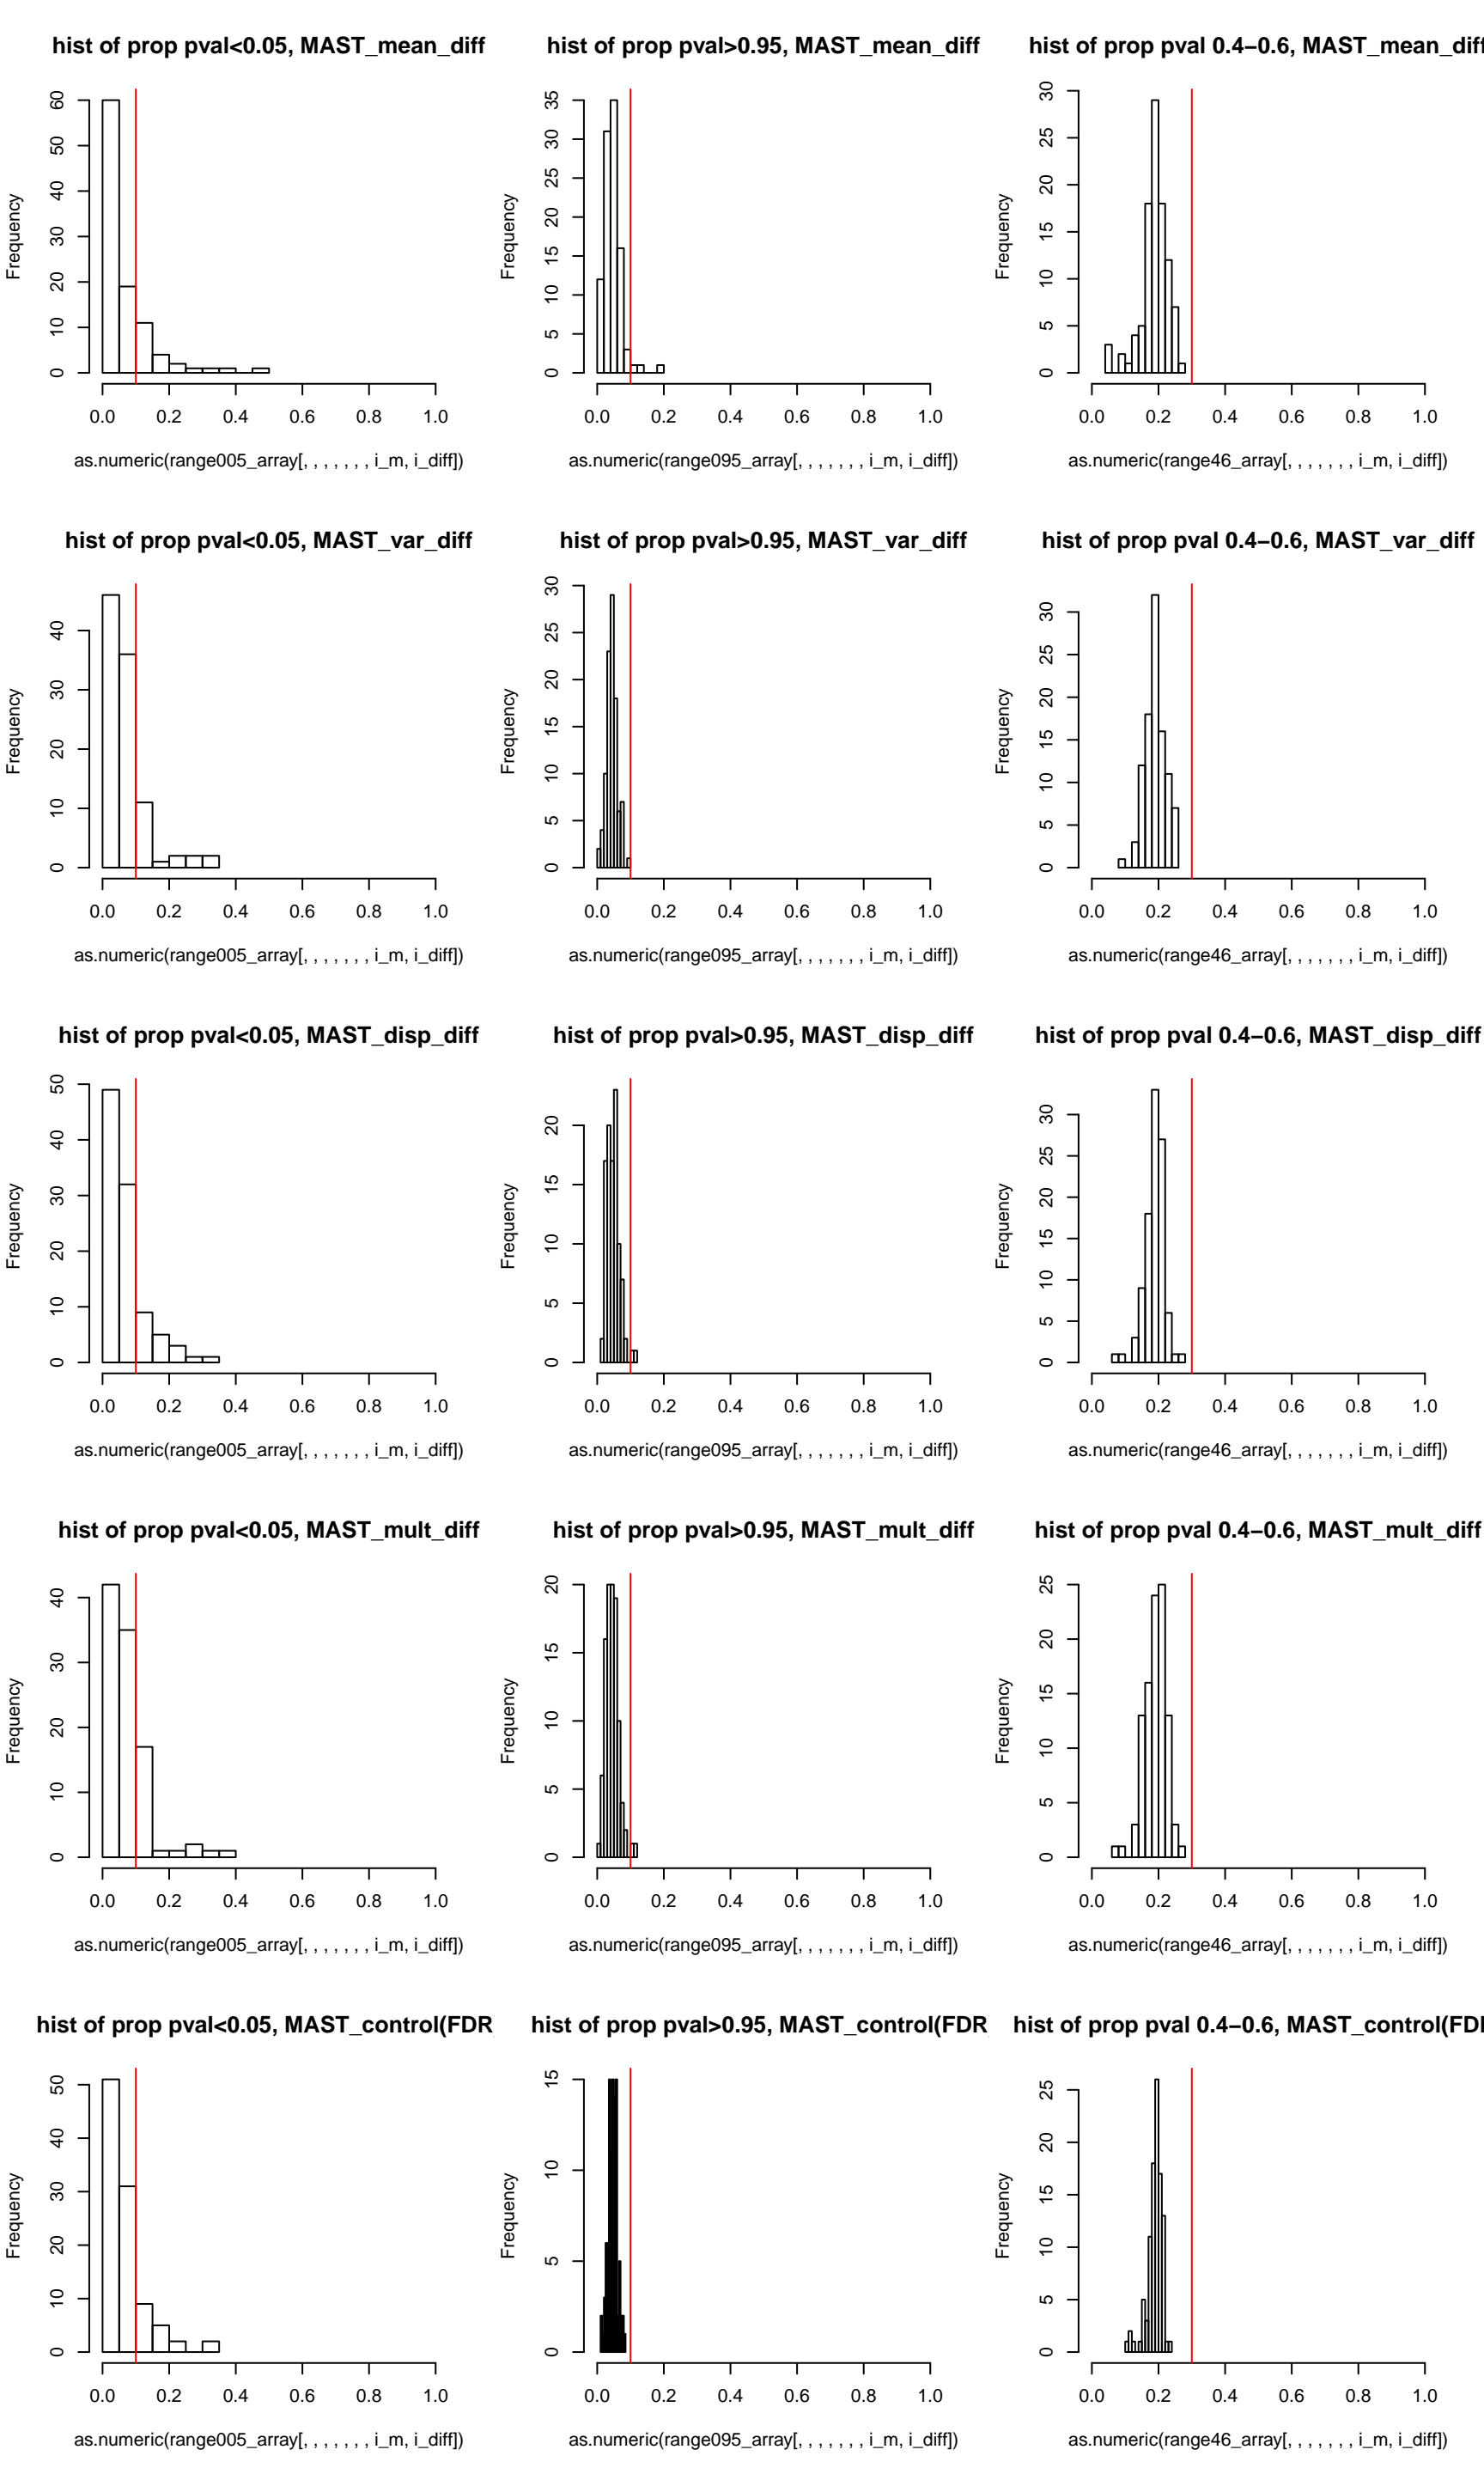 hist of prop pval<0.05, MAST_mean_diff
Frequency
0 10 20 30 40 50 60
0.0 0.2 0.4 0.6 0.8 1.0
as.numeric(range005_array[, , , , , , , i_m, i_diff])
hist of prop pval>0.95, MAST_mean_diff
Frequency
0 5 10 15 20 25 30 35
0.0 0.2 0.4 0.6 0.8 1.0
as.numeric(range095_array[, , , , , , , i_m, i_diff])
hist of prop pval 0.4−0.6, MAST_mean_diff
Frequency
0 5 10 15 20 25 30
0.0 0.2 0.4 0.6 0.8 1.0
as.numeric(range46_array[, , , , , , , i_m, i_diff])
hist of prop pval<0.05, MAST_var_diff
Frequency
0 10 20 30 40
0.0 0.2 0.4 0.6 0.8 1.0
as.numeric(range005_array[, , , , , , , i_m, i_diff])
hist of prop pval>0.95, MAST_var_diff
Frequency
0 5 10 15 20 25 30
0.0 0.2 0.4 0.6 0.8 1.0
as.numeric(range095_array[, , , , , , , i_m, i_diff])
hist of prop pval 0.4−0.6, MAST_var_diff
Frequency
0 5 10 15 20 25 30
0.0 0.2 0.4 0.6 0.8 1.0
as.numeric(range46_array[, , , , , , , i_m, i_diff])
hist of prop pval<0.05, MAST_disp_diff
Frequency
0 10 20 30 40 50
0.0 0.2 0.4 0.6 0.8 1.0
as.numeric(range005_array[, , , , , , , i_m, i_diff])
hist of prop pval>0.95, MAST_disp_diff
Frequency
0 5 10 15 20
0.0 0.2 0.4 0.6 0.8 1.0
as.numeric(range095_array[, , , , , , , i_m, i_diff])
hist of prop pval 0.4−0.6, MAST_disp_diff
Frequency
0 5 10 15 20 25 30
0.0 0.2 0.4 0.6 0.8 1.0
as.numeric(range46_array[, , , , , , , i_m, i_diff])
hist of prop pval<0.05, MAST_mult_diff
Frequency
0 10 20 30 40
0.0 0.2 0.4 0.6 0.8 1.0
as.numeric(range005_array[, , , , , , , i_m, i_diff])
hist of prop pval>0.95, MAST_mult_diff
Frequency
0 5 10 15 20
0.0 0.2 0.4 0.6 0.8 1.0
as.numeric(range095_array[, , , , , , , i_m, i_diff])
hist of prop pval 0.4−0.6, MAST_mult_diff
Frequency
0 5 10 15 20 25
0.0 0.2 0.4 0.6 0.8 1.0
as.numeric(range46_array[, , , , , , , i_m, i_diff])
hist of prop pval<0.05, MAST_control(FDR
Frequency
0 10 20 30 40 50
0.0 0.2 0.4 0.6 0.8 1.0
as.numeric(range005_array[, , , , , , , i_m, i_diff])
hist of prop pval>0.95, MAST_control(FDR
Frequency
0 5 10 15
0.0 0.2 0.4 0.6 0.8 1.0
as.numeric(range095_array[, , , , , , , i_m, i_diff])
hist of prop pval 0.4−0.6, MAST_control(FD
Frequency
0 5 10 15 20 25
0.0 0.2 0.4 0.6 0.8 1.0
as.numeric(range46_array[, , , , , , , i_m, i_diff])